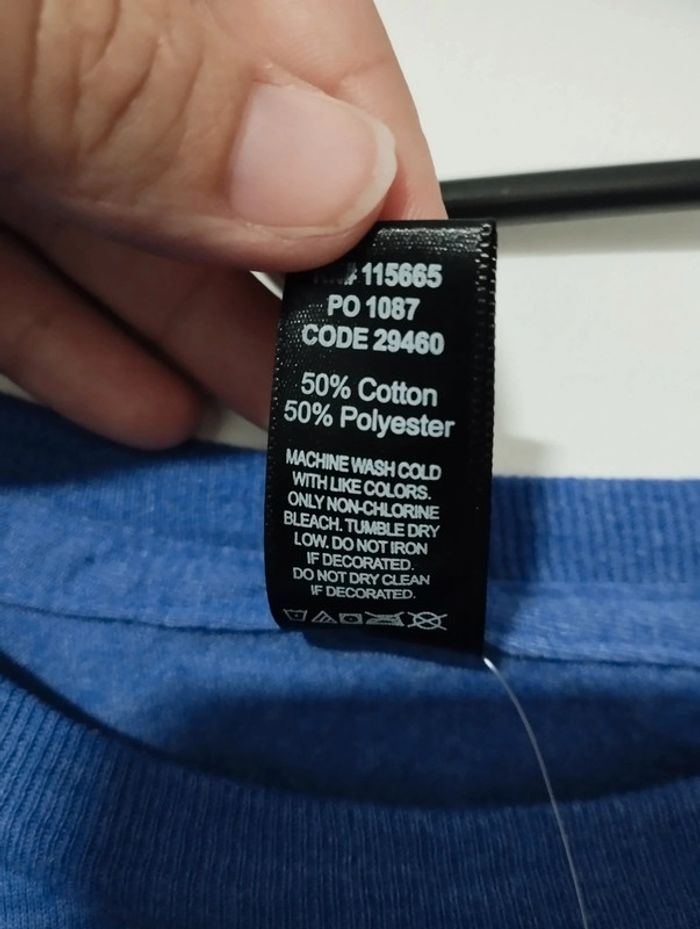 # 115665
PO 1087
CODE 29460
50% Cotton
50% Polyester
MACHINE WASH COLD
WITH LIKE COLORS.
ONLY NON-CHLORINE
BLEACH. TUMBLE DRY
LOW. DO NOT IRON
IF DECORATED.
DO NOT DRY CLEAN
IF DECORATED.